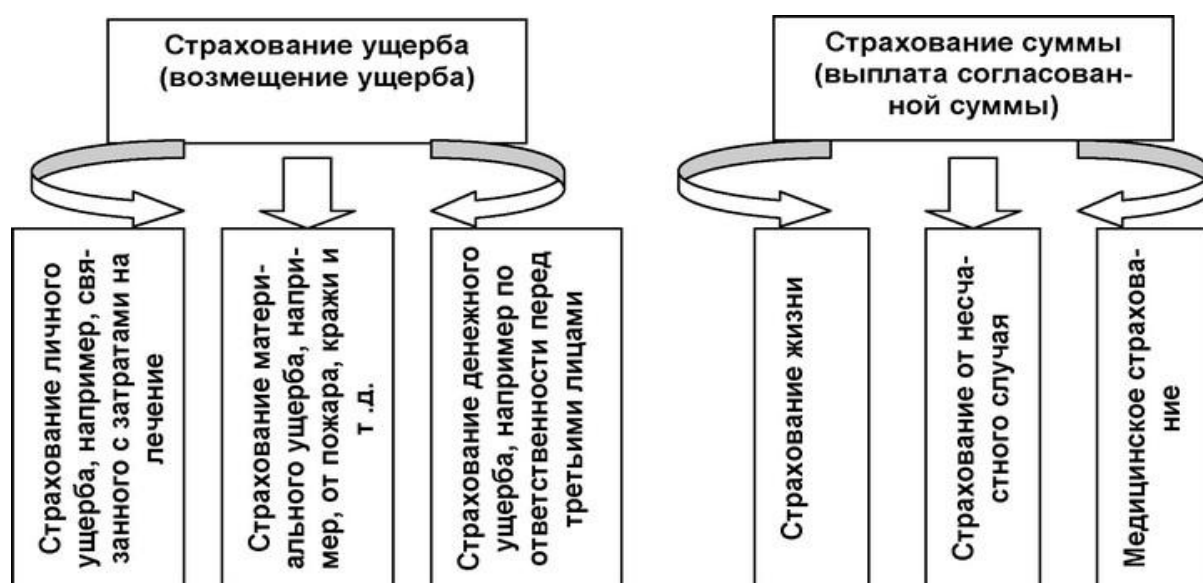 Страхование ущерба
(возмещение ущерба)
Страхование суммы
(выплата согласован-
ной суммы)
Страхование личного
ущерба, например, свя-
занного с затратами на
лечение
Страхование матери-
ального ущерба, напри-
мер, от пожара, кражи и
т .д.
Страхование денежного
ущерба, например по
ответственности перед
третьими лицами
Страхование жизни
Страхование от несча-
стного случая
Медицинское страхова-
ние